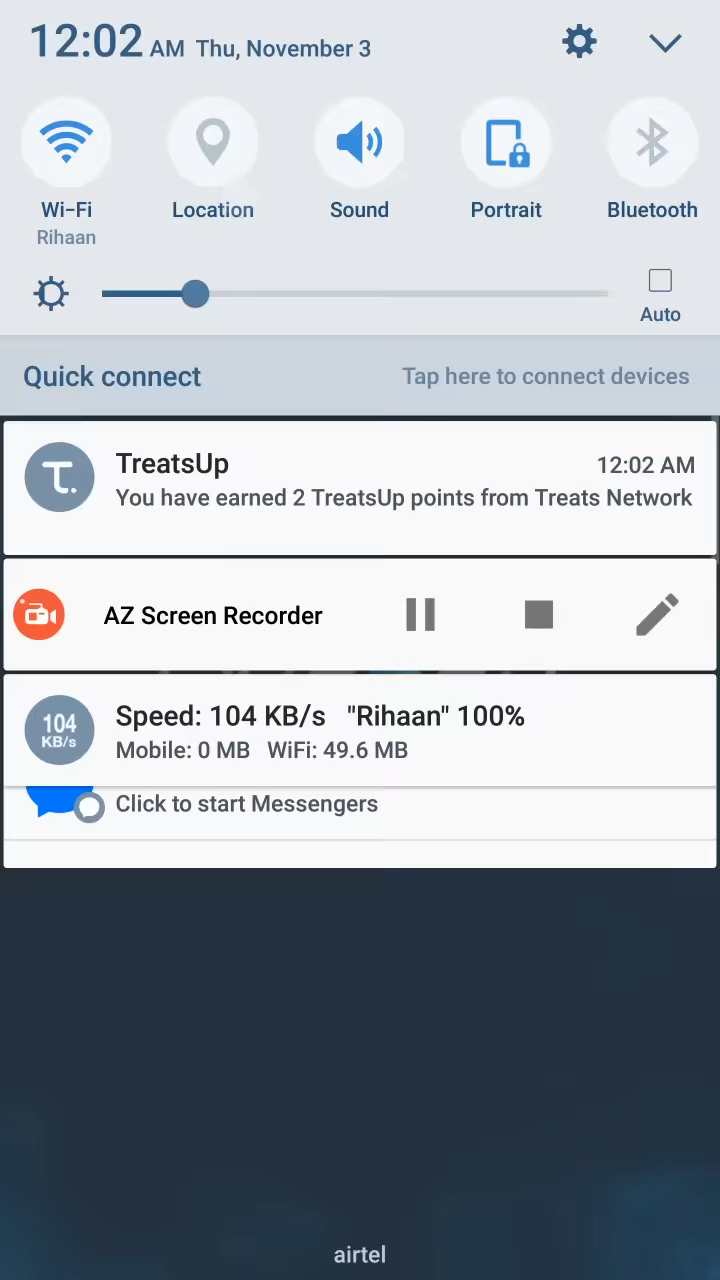 12:02 AM Thu, November 3
Wi-Fi Location Sound Portrait Bluetooth
Rihaan
Auto
Quick connect Tap here to connect devices
T. TreatsUp 12:02 AM
You have earned 2 TreatsUp points from Treats Network
AZ Screen Recorder
104 KB/s Speed: 104 KB/s "Rihaan" 100%
Mobile: 0 MB WiFi: 49.6 MB
Click to start Messengers
airtel